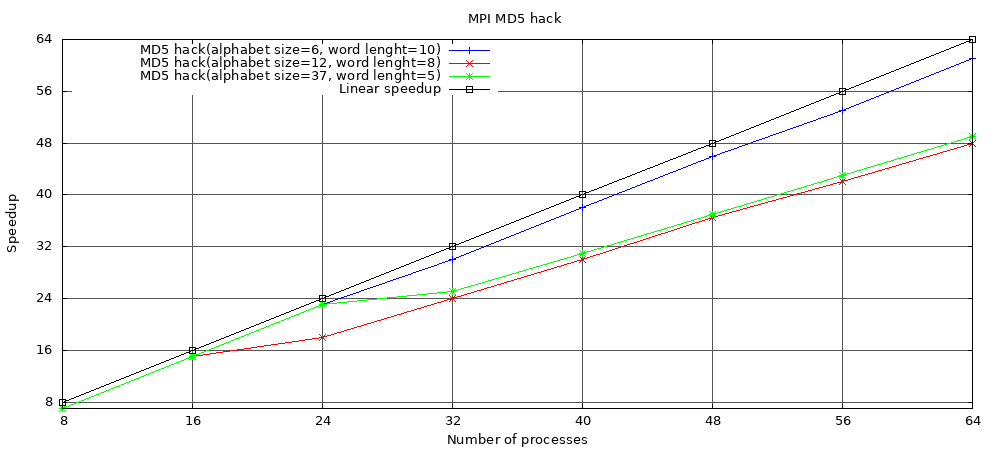 MPI MD5 hack
64
56
48
40
32
24
16
8
Speedup
MD5 hack(alphabet size=6, word lenght=10)
MD5 hack(alphabet size=12, word lenght=8)
MD5 hack(alphabet size=37, word lenght=5)
Linear speedup
8 16 24 32 40 48 56 64
Number of processes